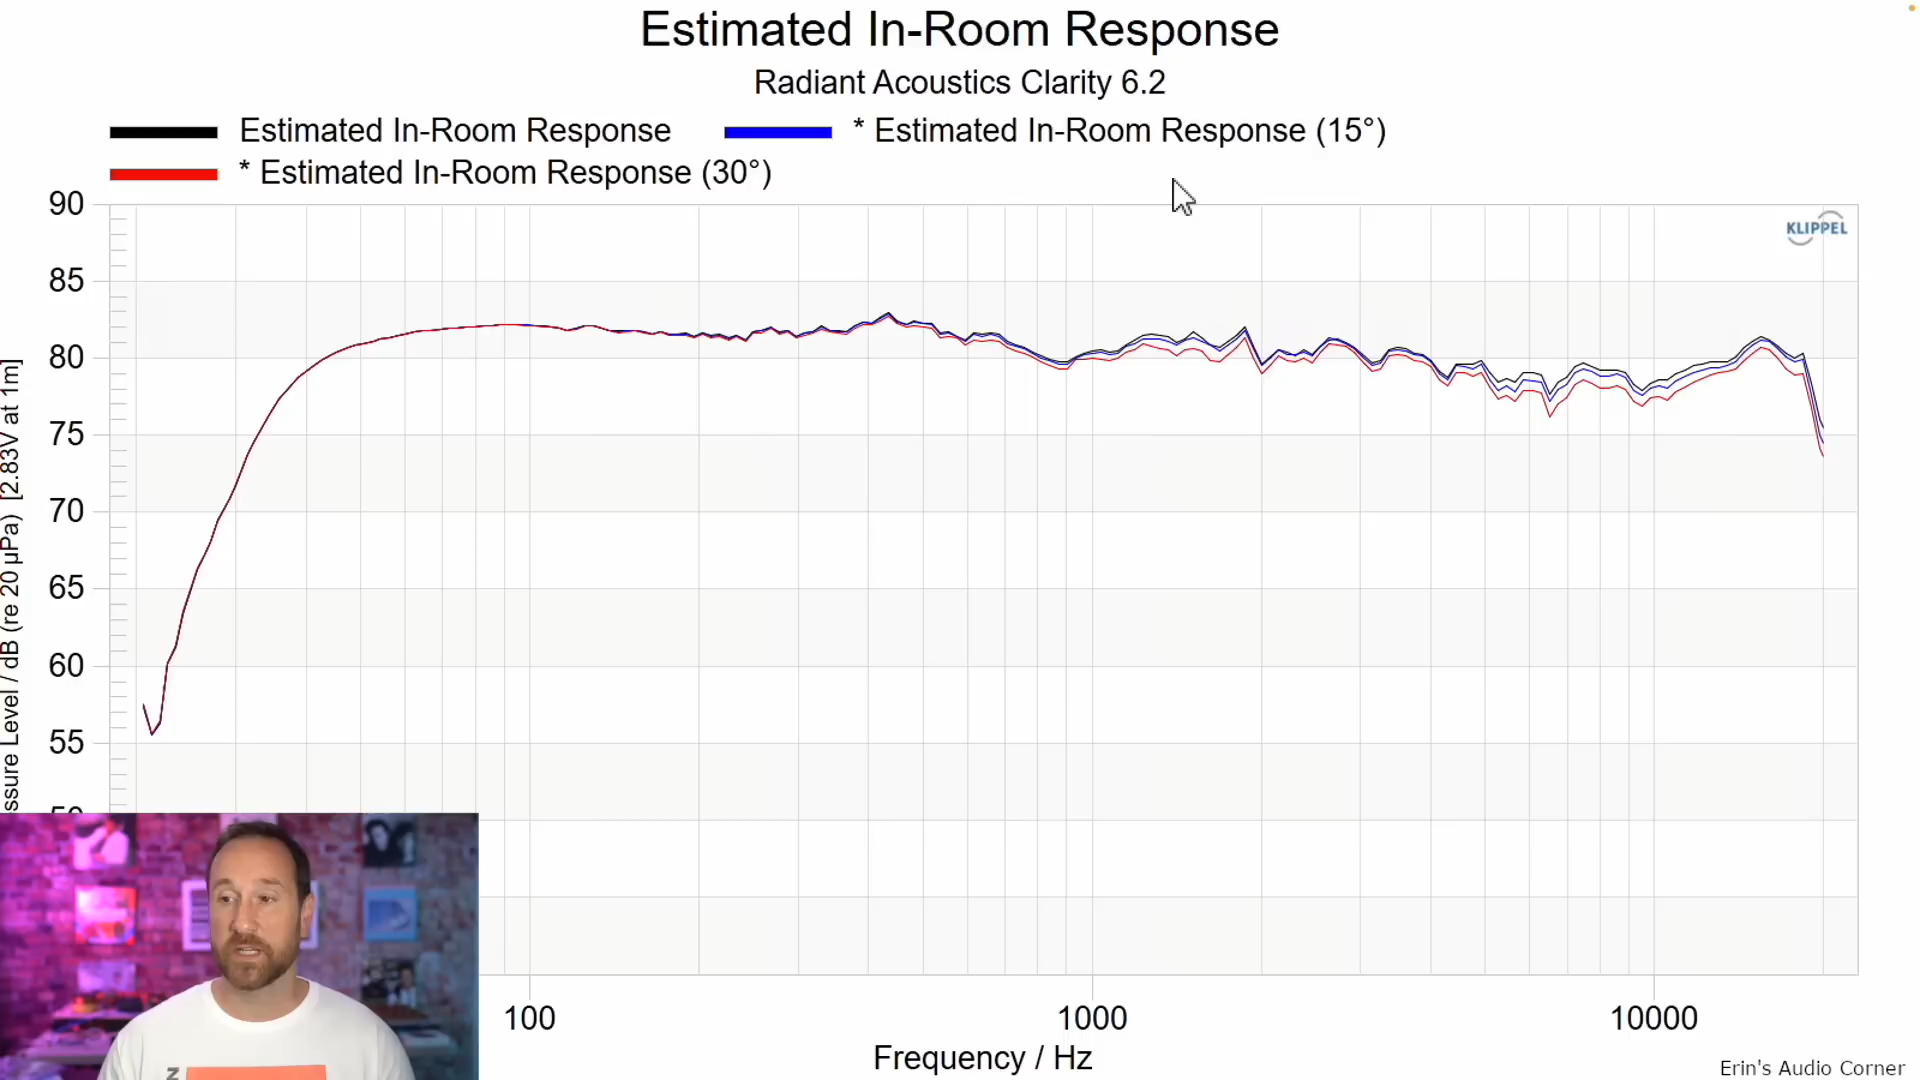 Estimated In-Room Response
Radiant Acoustics Clarity 6.2
Estimated In-Room Response
* Estimated In-Room Response (15°)
* Estimated In-Room Response (30°)
KLIPPEL
90
85
80
75
70
65
60
55
ssure Level / dB (re 20 µPa) [2.83V at 1m]
100
1000
10000
Frequency / Hz
Erin's Audio Corner